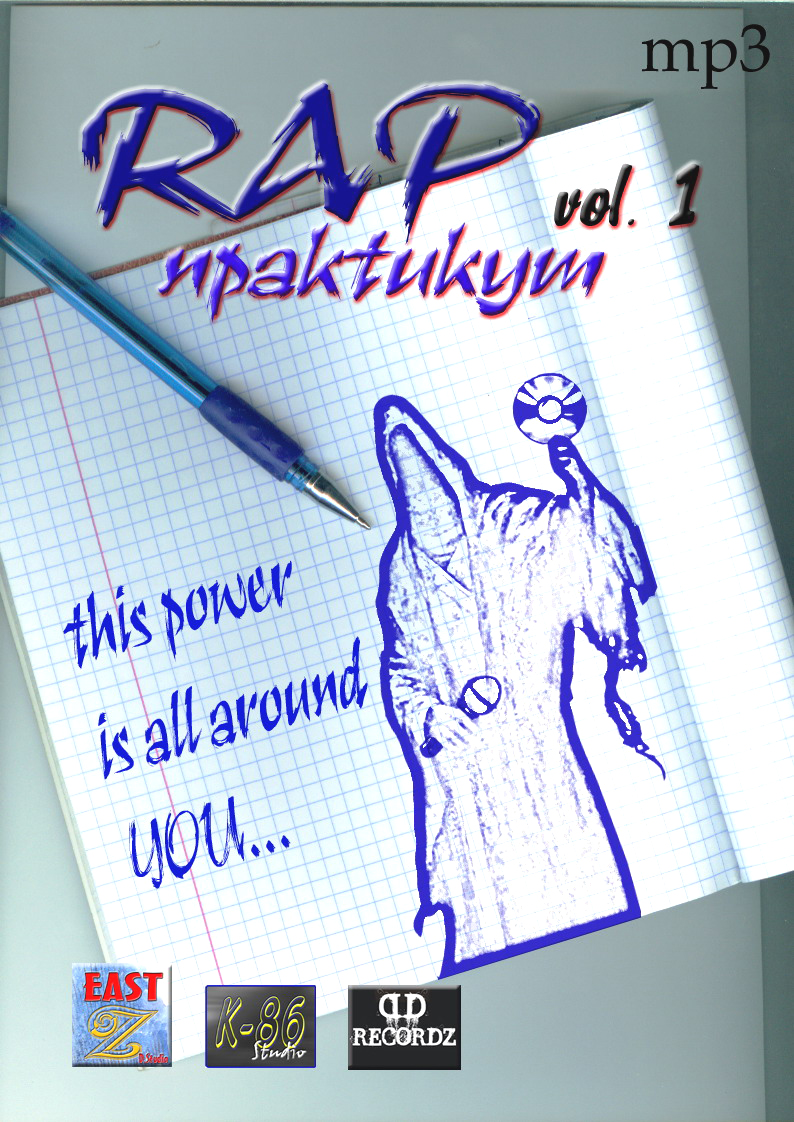 mp3
RAP
vol. 1
практикум
this power
is all around
YOU...
EAST
Z
D Studio
K-86
Studio
DD
RECORDZ